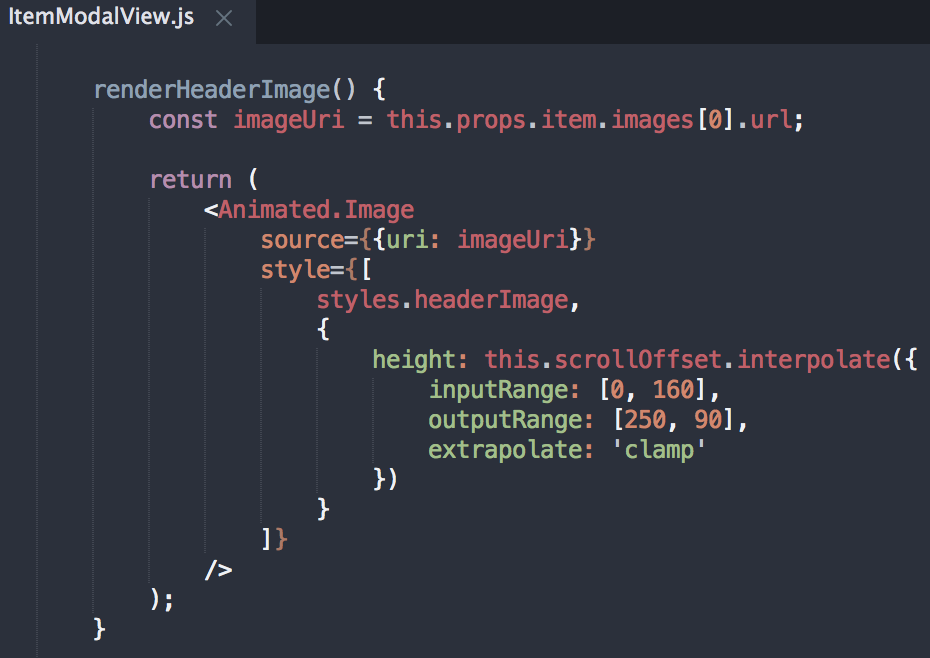 ItemModalView.js ×
renderHeaderImage() {
    const imageUri = this.props.item.images[0].url;

    return (
        <Animated.Image
            source={{uri: imageUri}}
            style={[
                styles.headerImage,
                {
                    height: this.scrollOffset.interpolate({
                        inputRange: [0, 160],
                        outputRange: [250, 90],
                        extrapolate: 'clamp'
                    })
                }
            ]}
        />
    );
}